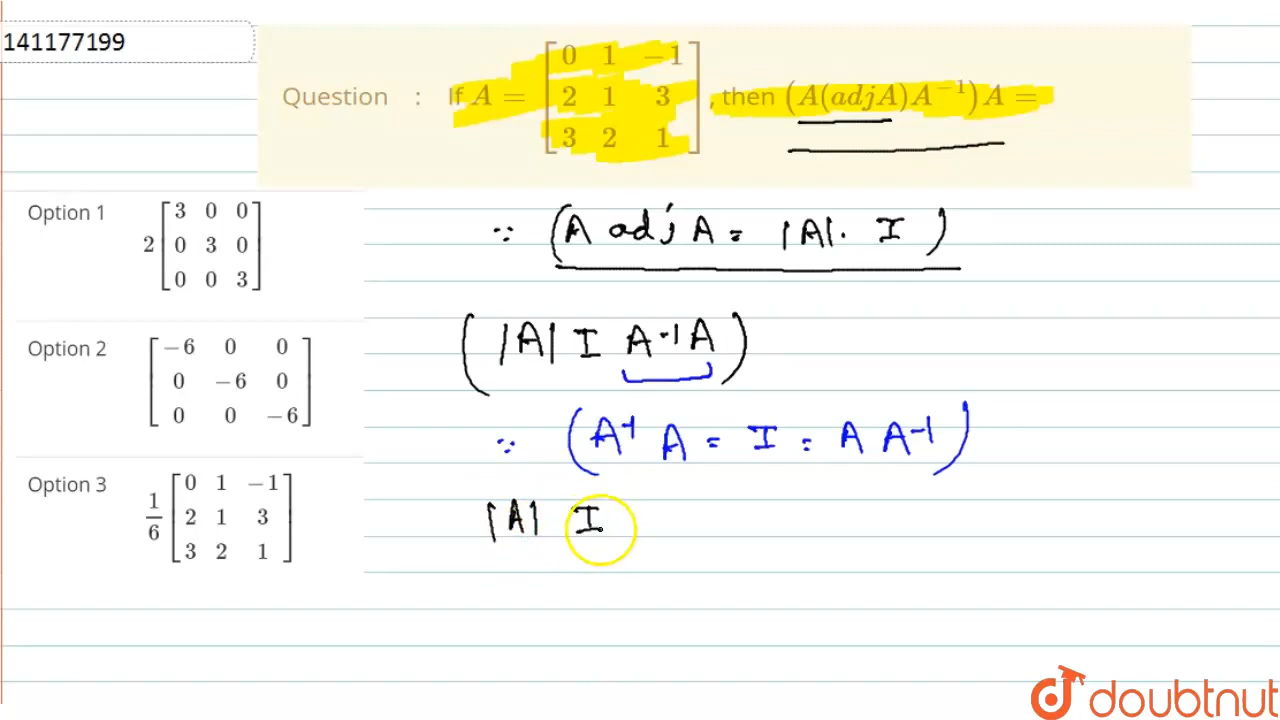 141177199
Question : If A = [ 0 1 −1
2 1 3
3 2 1 ] , then (A(adjA)A⁻¹) A =
Option 1 2 [ 3 0 0
0 3 0
0 0 3 ]
Option 2 [ −6 0 0
0 −6 0
0 0 −6 ]
Option 3 1/6 [ 0 1 −1
2 1 3
3 2 1 ]
∵ (A adj A = |A|. I )
( |A| I A⁻¹A )
∵ (A⁻¹ A = I = A A⁻¹)
|A| I
doubtnut